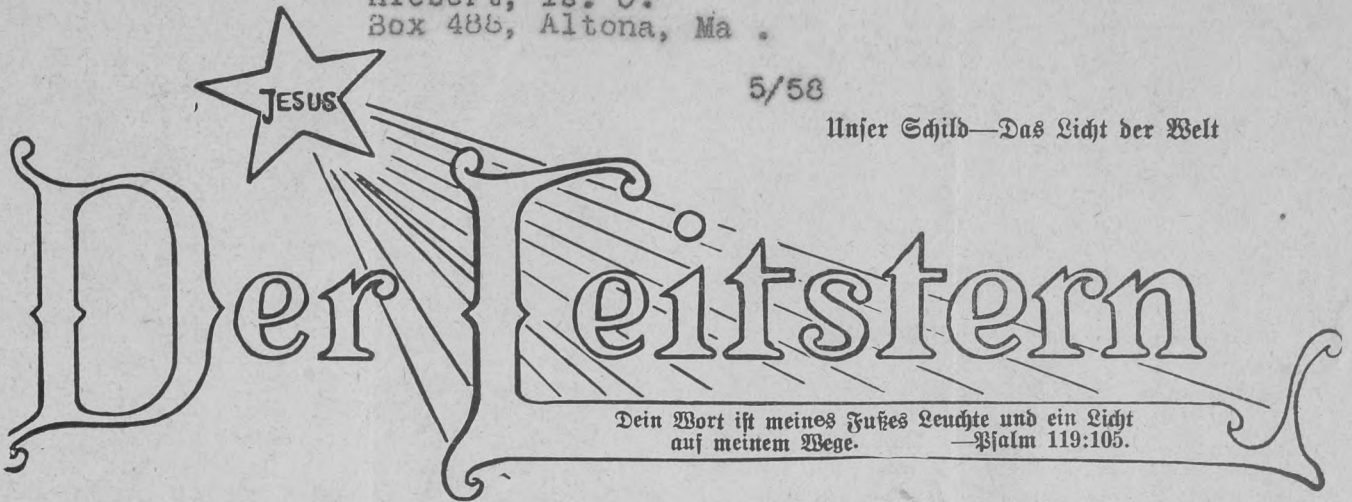 Box 488, Altona, Ma .
5/58
JESUS
Unser Schild—Das Licht der Welt
Der Leitstern
Dein Wort ist meines Fußes Leuchte und ein Licht
auf meinem Wege. —Psalm 119:105.